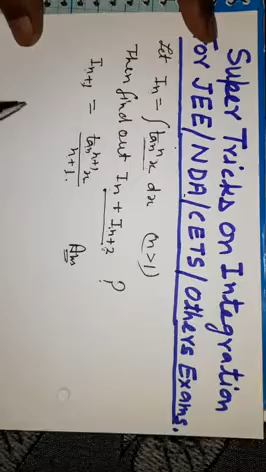 Super Tricks on Integration
For JEE/NDA/CETS/Others Exams.
Let In = ∫ tanⁿx dx (n>1)
Then find out In + In+2 ?
In+1 = tanⁿ⁺¹x / n+1. Ans